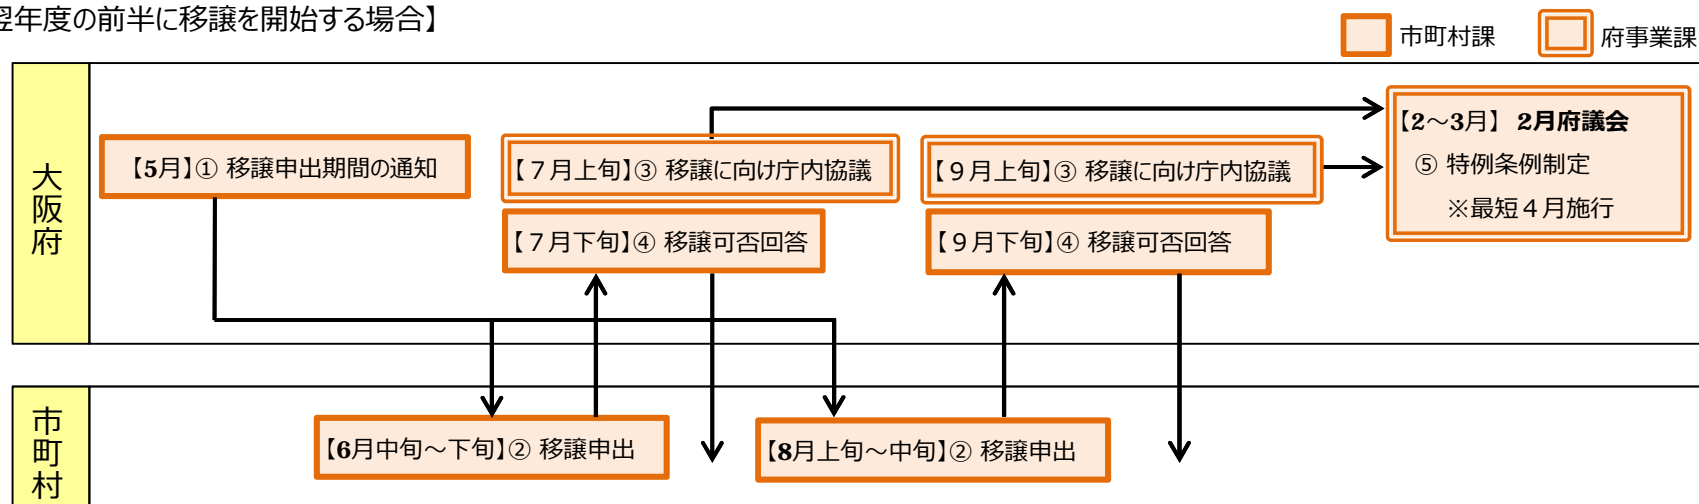 翌年度の前半に移譲を開始する場合】
市町村課
府事業課
大阪府
【5月】① 移譲申出期間の通知
【７月上旬】③ 移譲に向け庁内協議
【７月下旬】④ 移譲可否回答
【９月上旬】③ 移譲に向け庁内協議
【９月下旬】④ 移譲可否回答
【2～3月】 2月府議会
⑤ 特例条例制定
※最短４月施行
市町村
【6月中旬～下旬】② 移譲申出
【8月上旬～中旬】② 移譲申出